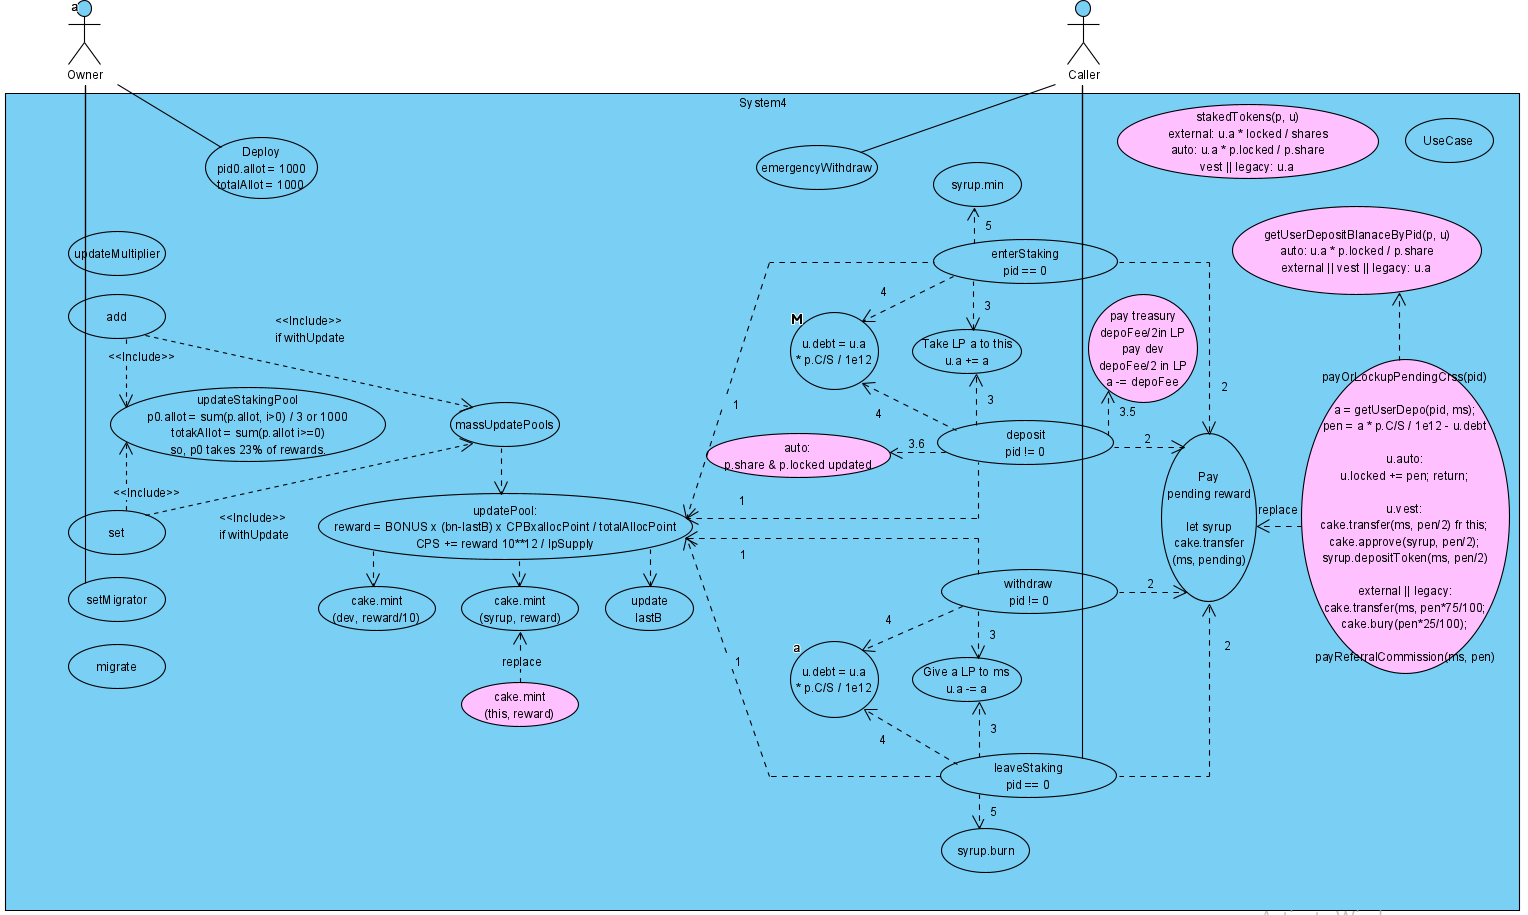 a
Owner
Caller
System4
Deploy
pid0.allot = 1000
totalAllot = 1000
emergencyWithdraw
stakedTokens(p, u)
external: u.a * locked / shares
auto: u.a * p.locked / p.share
vest || legacy: u.a
UseCase
syrup.min
5
updateMultiplier
enterStaking
pid == 0
getUserDepositBlanaceByPid(p, u)
auto: u.a * p.locked / p.share
external || vest || legacy: u.a
add
<<Include>>
if withUpdate
<<Include>>
4
3
M
u.debt = u.a
* p.C/S / 1e12
Take LP a to this
u.a += a
pay treasury
depoFee/2in LP
pay dev
depoFee/2 in LP
a -= depoFee
2
1
3
4
3.5
updateStakingPool
p0.allot = sum(p.allot, i>0) / 3 or 1000
totakAllot = sum(p.allot i>=0)
so, p0 takes 23% of rewards.
massUpdatePools
deposit
pid != 0
2
3.6
auto:
p.share & p.locked updated
payOrLockupPendingCrss(pid)
a = getUserDepo(pid, ms);
pen = a * p.C/S / 1e12 - u.debt
u.auto:
u.locked += pen; return;
u.vest:
cake.transfer(ms, pen/2) fr this;
cake.approve(syrup, pen/2);
syrup.depositToken(ms, pen/2)
external || legacy:
cake.transfer(ms, pen*75/100;
cake.bury(pen*25/100);
payReferralCommission(ms, pen)
Pay
pending reward
let syrup
cake.transfer
(ms, pending)
replace
<<Include>>
<<Include>>
if withUpdate
set
1
updatePool:
reward = BONUS x (bn-lastB) x CPBxallocPoint / totalAllocPoint
CPS += reward 10**12 / lpSupply
1
withdraw
pid != 0
2
setMigrator
cake.mint
(dev, reward/10)
cake.mint
(syrup, reward)
update
lastB
4
3
a
u.debt = u.a
* p.C/S / 1e12
Give a LP to ms
u.a -= a
2
1
migrate
replace
cake.mint
(this, reward)
3
4
leaveStaking
pid == 0
5
syrup.burn